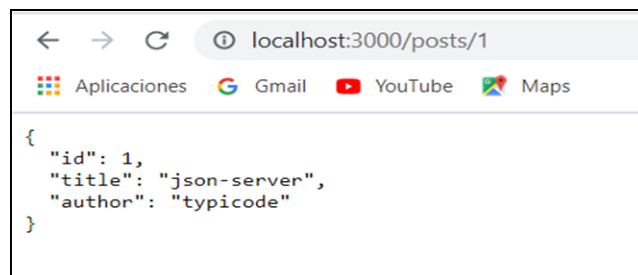 localhost:3000/posts/1
Aplicaciones Gmail YouTube Maps
{
"id": 1,
"title": "json-server",
"author": "typicode"
}